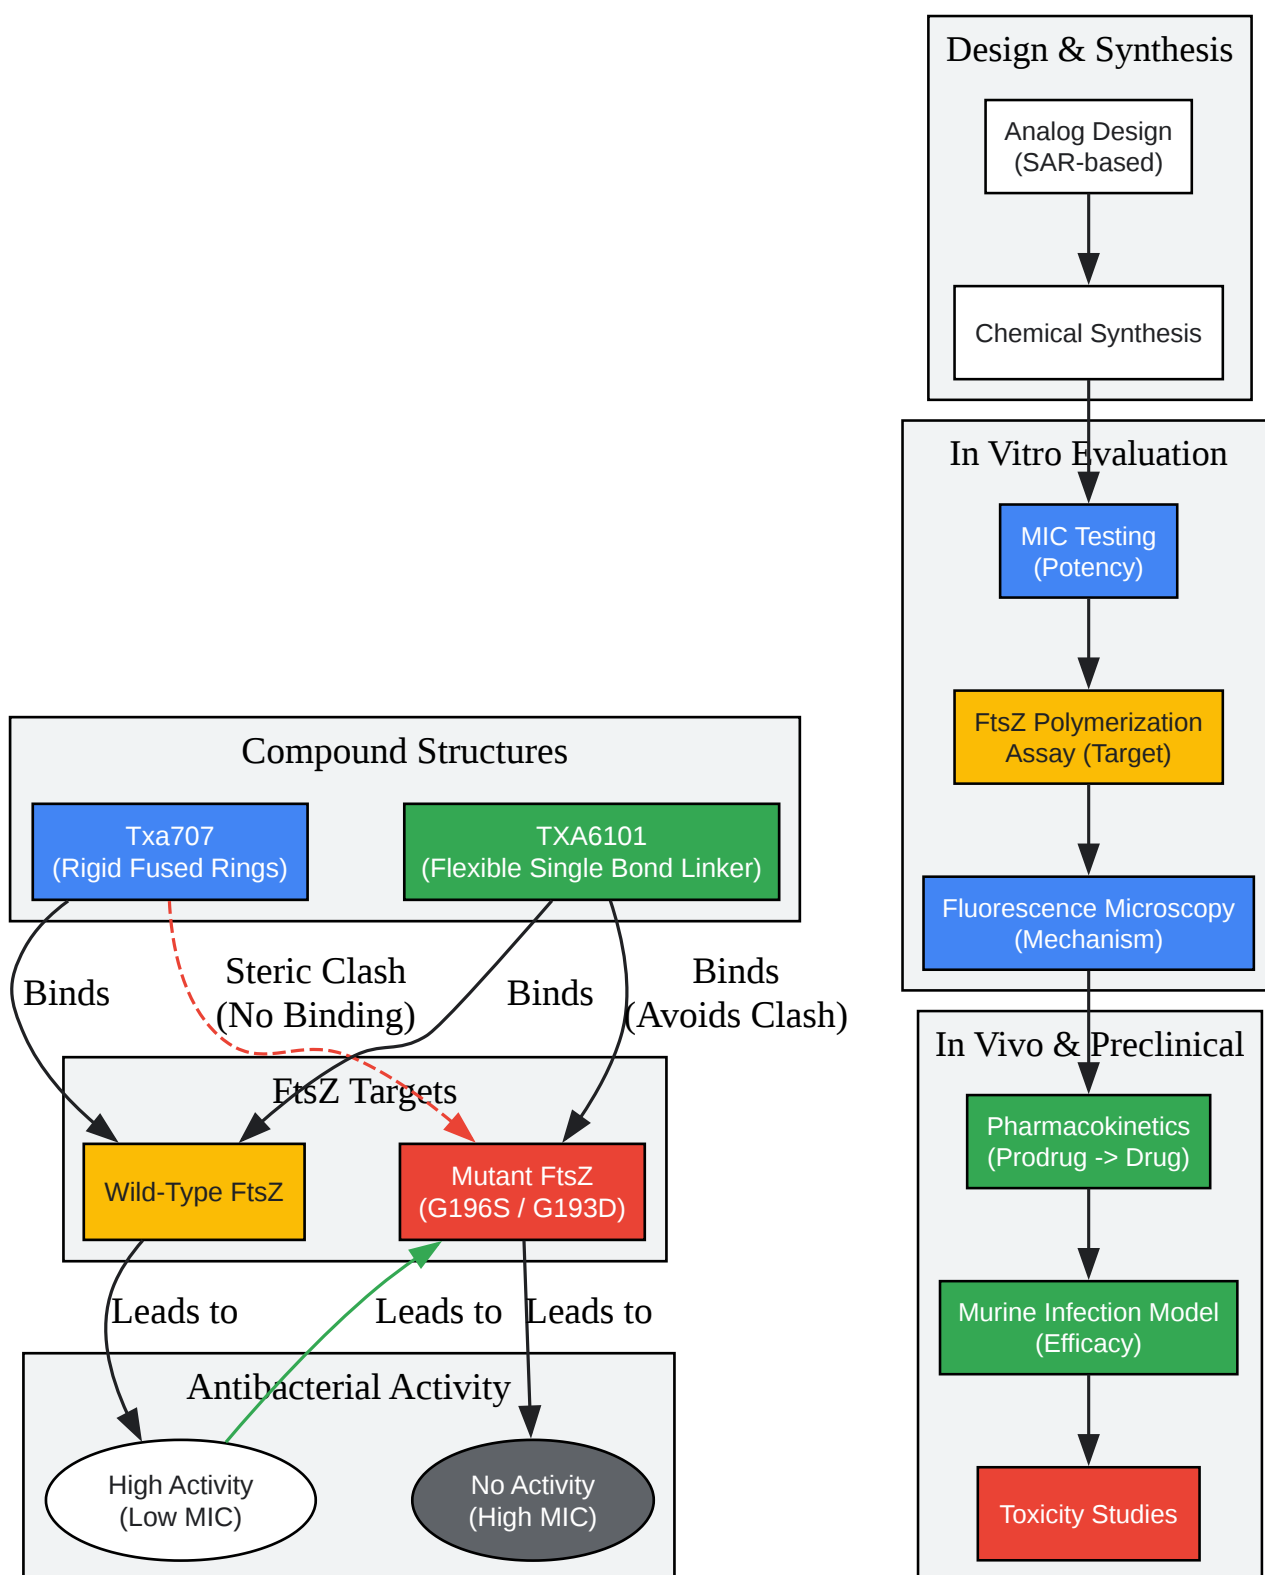 Design & Synthesis
Analog Design
(SAR-based)
Chemical Synthesis
In Vitro Evaluation
MIC Testing
(Potency)
FtsZ Polymerization
Assay (Target)
Fluorescence Microscopy
(Mechanism)
In Vivo & Preclinical
Pharmacokinetics
(Prodrug -> Drug)
Murine Infection Model
(Efficacy)
Toxicity Studies
Compound Structures
Txa707
(Rigid Fused Rings)
TXA6101
(Flexible Single Bond Linker)
Binds
Steric Clash
(No Binding)
Binds
Binds
(Avoids Clash)
FtsZ Targets
Wild-Type FtsZ
Mutant FtsZ
(G196S / G193D)
Leads to
Leads to
Leads to
Antibacterial Activity
High Activity
(Low MIC)
No Activity
(High MIC)